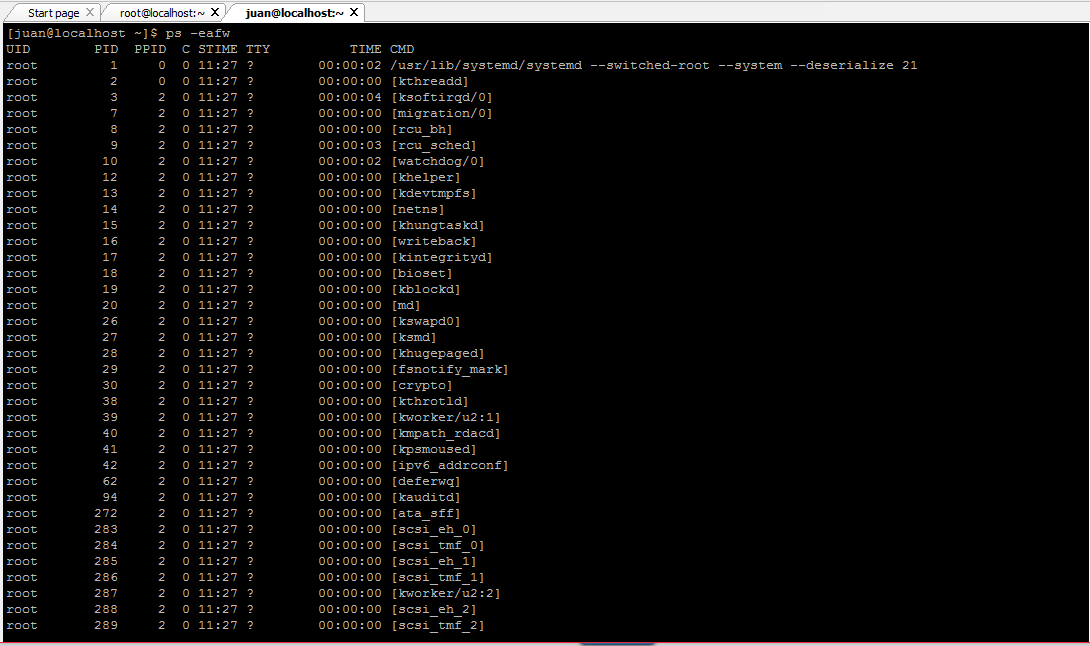 Start page root@localhost:~ juan@localhost:~
[juan@localhost ~]$ ps -eafw
UID PID PPID C STIME TTY TIME CMD
root 1 0 0 11:27 ? 00:00:02 /usr/lib/systemd/systemd --switched-root --system --deserialize 21
root 2 0 0 11:27 ? 00:00:00 [kthreadd]
root 3 2 0 11:27 ? 00:00:04 [ksoftirqd/0]
root 7 2 0 11:27 ? 00:00:00 [migration/0]
root 8 2 0 11:27 ? 00:00:00 [rcu_bh]
root 9 2 0 11:27 ? 00:00:03 [rcu_sched]
root 10 2 0 11:27 ? 00:00:02 [watchdog/0]
root 12 2 0 11:27 ? 00:00:00 [khelper]
root 13 2 0 11:27 ? 00:00:00 [kdevtmpfs]
root 14 2 0 11:27 ? 00:00:00 [netns]
root 15 2 0 11:27 ? 00:00:00 [khungtaskd]
root 16 2 0 11:27 ? 00:00:00 [writeback]
root 17 2 0 11:27 ? 00:00:00 [kintegrityd]
root 18 2 0 11:27 ? 00:00:00 [bioset]
root 19 2 0 11:27 ? 00:00:00 [kblockd]
root 20 2 0 11:27 ? 00:00:00 [md]
root 26 2 0 11:27 ? 00:00:00 [kswapd0]
root 27 2 0 11:27 ? 00:00:00 [ksmd]
root 28 2 0 11:27 ? 00:00:00 [khugepaged]
root 29 2 0 11:27 ? 00:00:00 [fsnotify_mark]
root 30 2 0 11:27 ? 00:00:00 [crypto]
root 38 2 0 11:27 ? 00:00:00 [kthrotld]
root 39 2 0 11:27 ? 00:00:00 [kworker/u2:1]
root 40 2 0 11:27 ? 00:00:00 [kmpath_rdacd]
root 41 2 0 11:27 ? 00:00:00 [kpsmoused]
root 42 2 0 11:27 ? 00:00:00 [ipv6_addrconf]
root 62 2 0 11:27 ? 00:00:00 [deferwq]
root 94 2 0 11:27 ? 00:00:00 [kauditd]
root 272 2 0 11:27 ? 00:00:00 [ata_sff]
root 283 2 0 11:27 ? 00:00:00 [scsi_eh_0]
root 284 2 0 11:27 ? 00:00:00 [scsi_tmf_0]
root 285 2 0 11:27 ? 00:00:00 [scsi_eh_1]
root 286 2 0 11:27 ? 00:00:00 [scsi_tmf_1]
root 287 2 0 11:27 ? 00:00:00 [kworker/u2:2]
root 288 2 0 11:27 ? 00:00:00 [scsi_eh_2]
root 289 2 0 11:27 ? 00:00:00 [scsi_tmf_2]